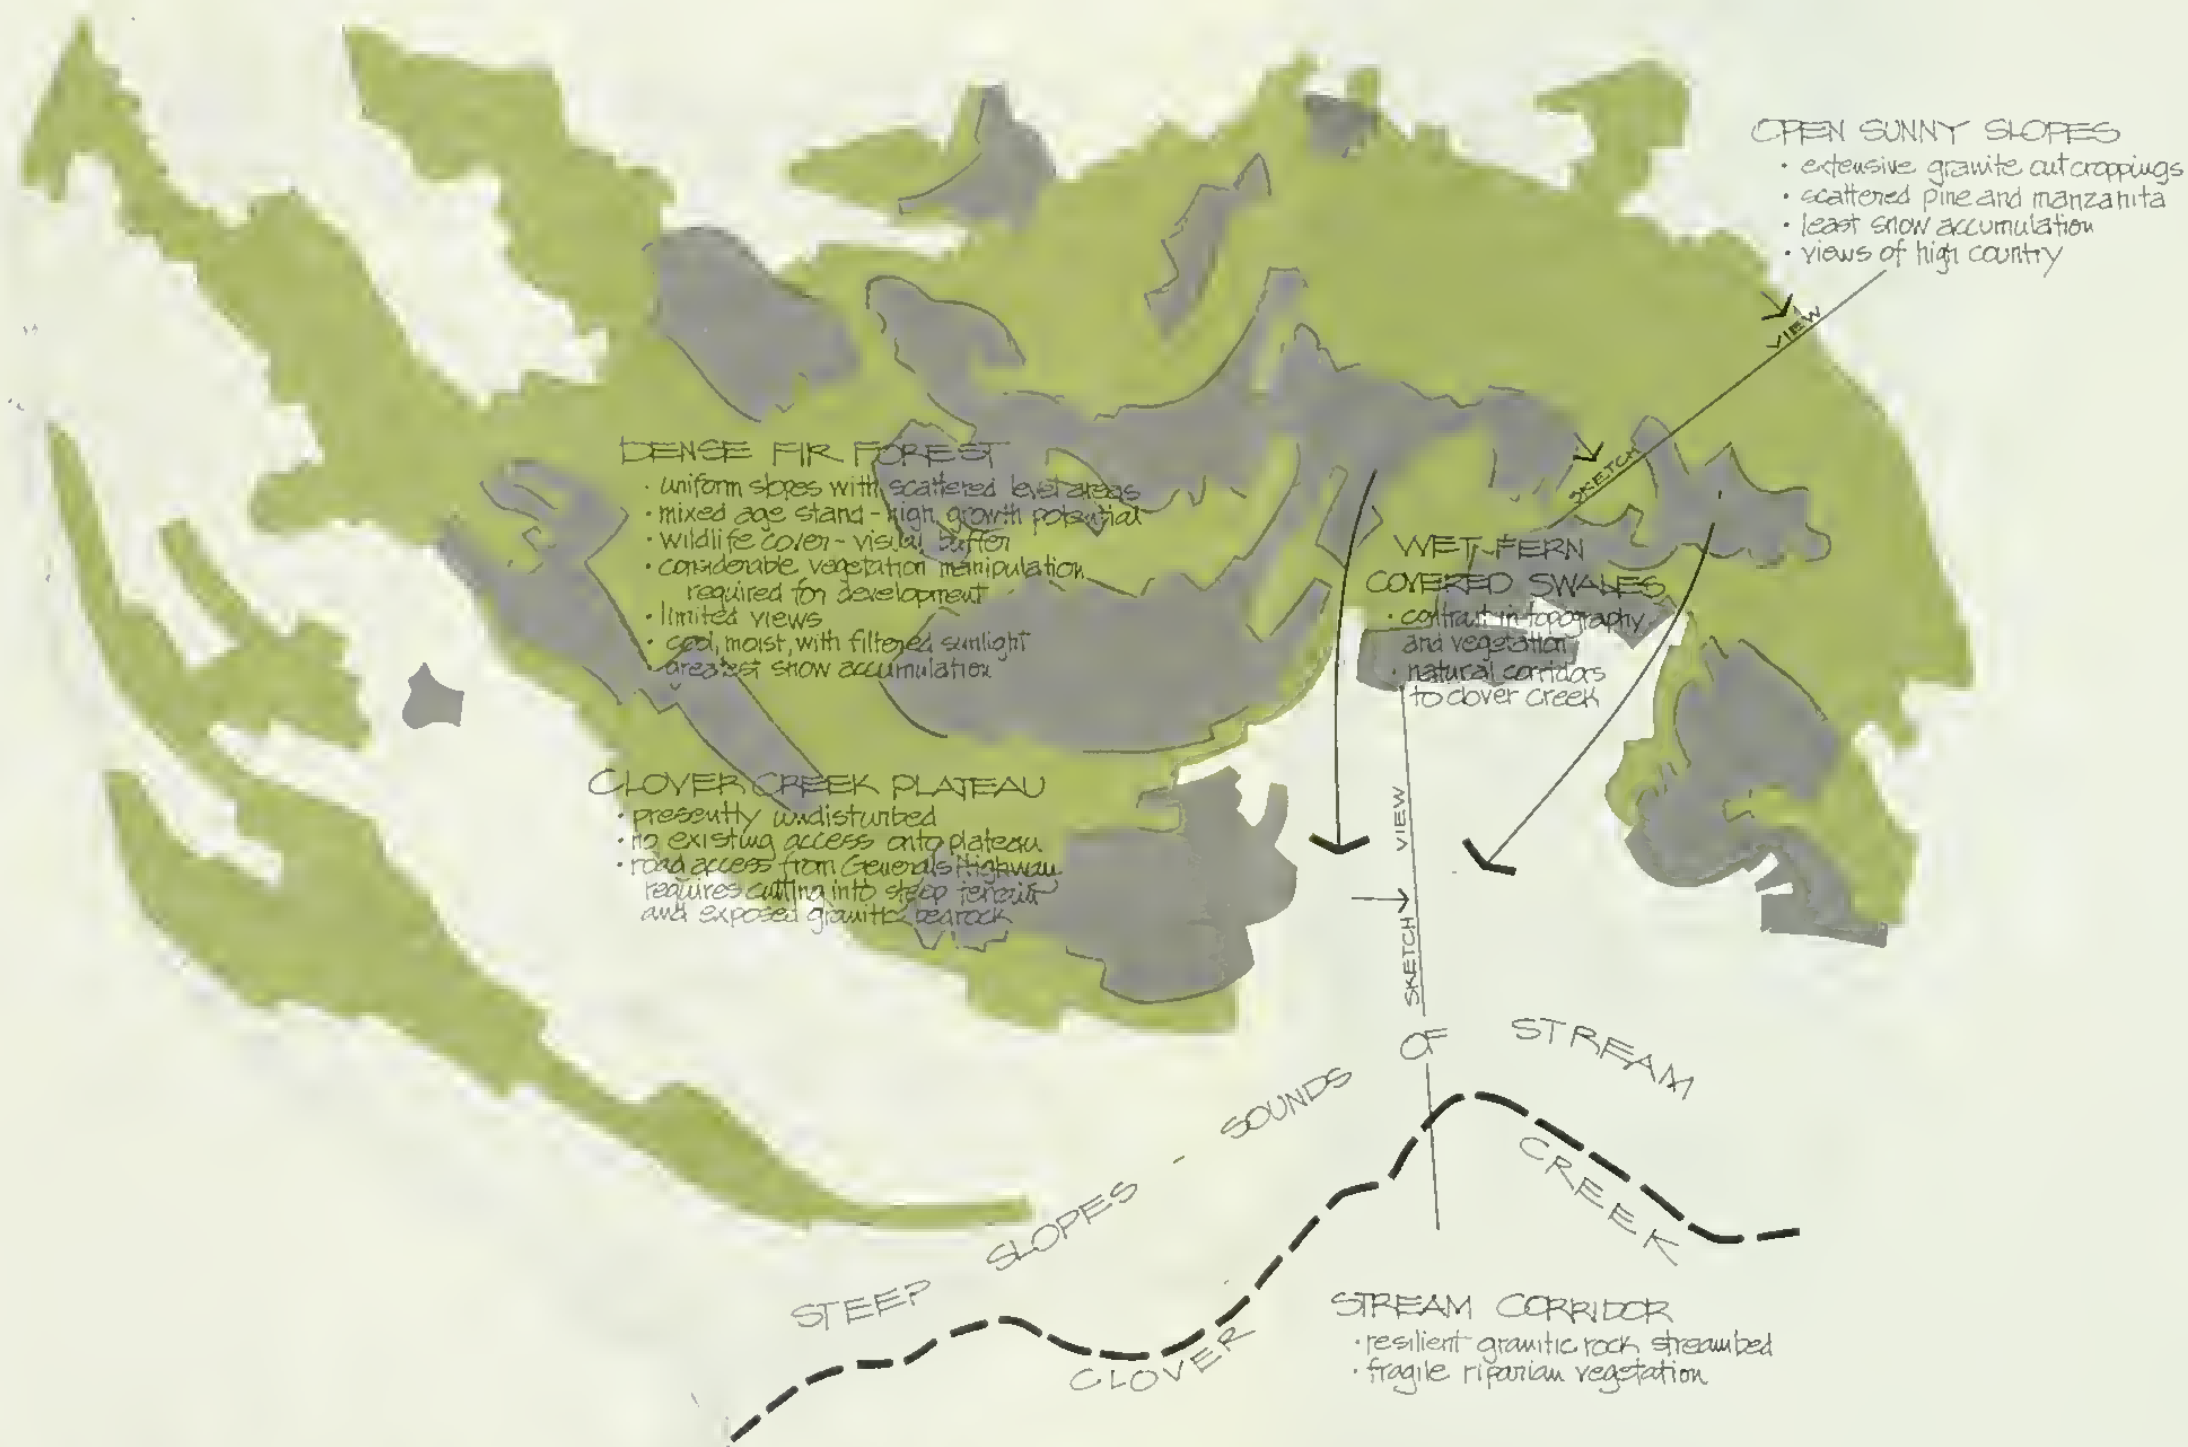 OPEN SUNNY SLOPES
• extensive granite outcroppings
• scattered pine and manzanita
• least snow accumulation
• views of high country
VIEW
SKETCH
DENSE FIR FOREST
• uniform slopes with scattered level areas
• mixed age stand - high growth potential
• wildlife cover - visual buffer
• considerable vegetation manipulation
required for development
• limited views
• cool, moist, with filtered sunlight
• greatest snow accumulation
WET-FERN
COVERED SWALES
• contrast in topography
and vegetation
• natural corridors
to clover creek
CLOVER CREEK PLATEAU
• presently undisturbed
• no existing access onto plateau
• road access from Generals Highway
requires cutting into steep terrain
and exposed granitic bedrock
VIEW
SKETCH
STEEP SLOPES - SOUNDS OF STREAM
CLOVER CREEK
STREAM CORRIDOR
• resilient granitic rock streambed
• fragile riparian vegetation